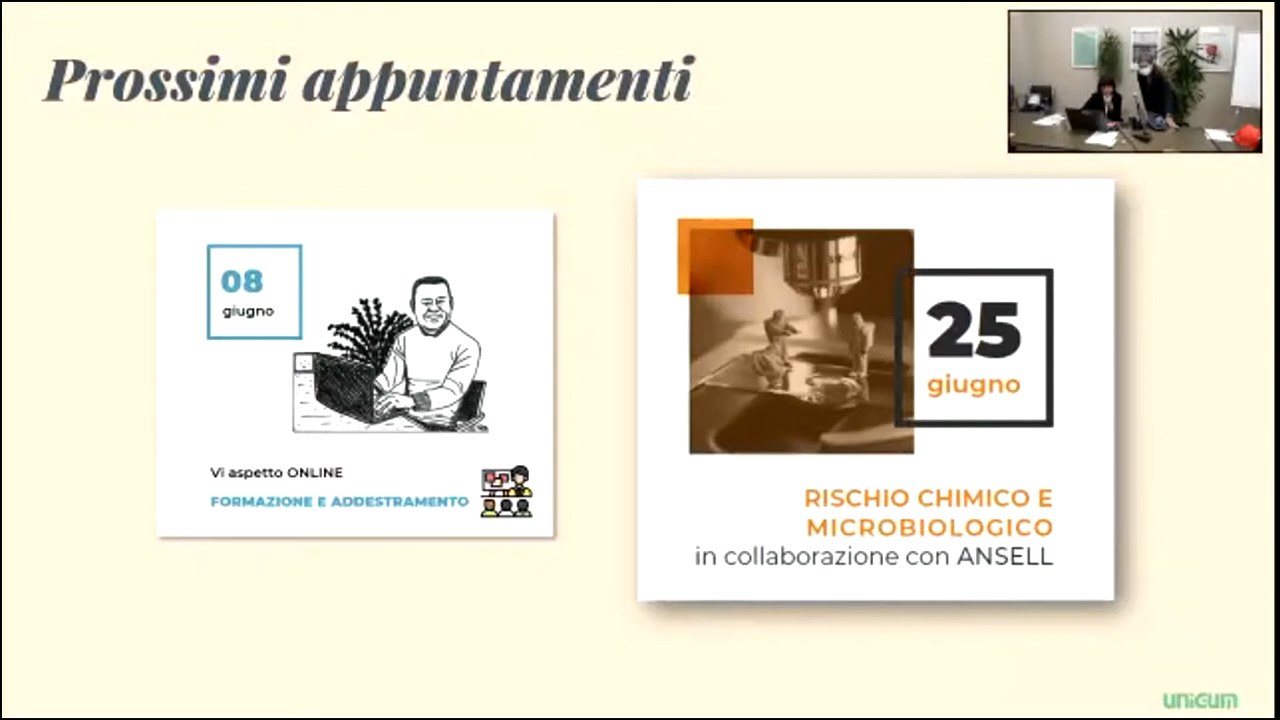 Prossimi appuntamenti
08
giugno
Vi aspetto ONLINE
FORMAZIONE E ADDESTRAMENTO
25
giugno
RISCHIO CHIMICO E
MICROBIOLOGICO
in collaborazione con ANSELL
unicum